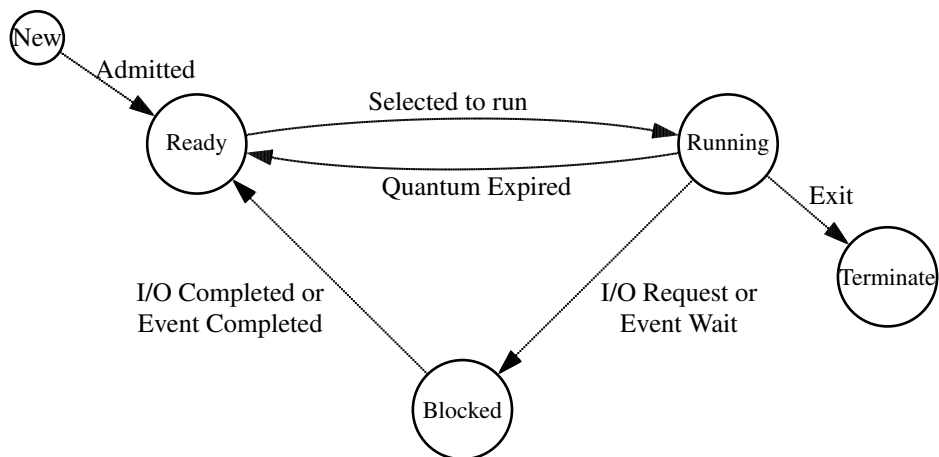 New
Admitted
Selected to run
Ready
Running
Quantum Expired
Exit
Terminate
I/O Completed or
Event Completed
I/O Request or
Event Wait
Blocked